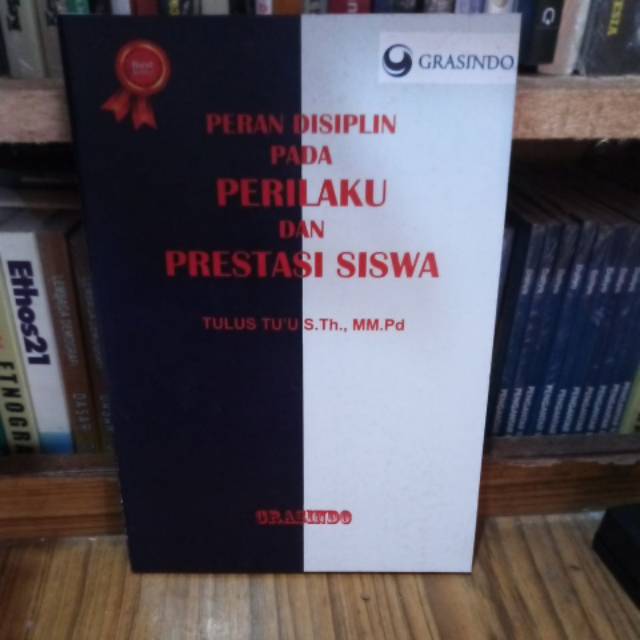 GRASINDO
PERAN DISIPLIN
PADA
PERILAKU
DAN
PRESTASI SISWA
TULUS TU'U S.Th., MM.Pd
GRASINDO
Ethos21